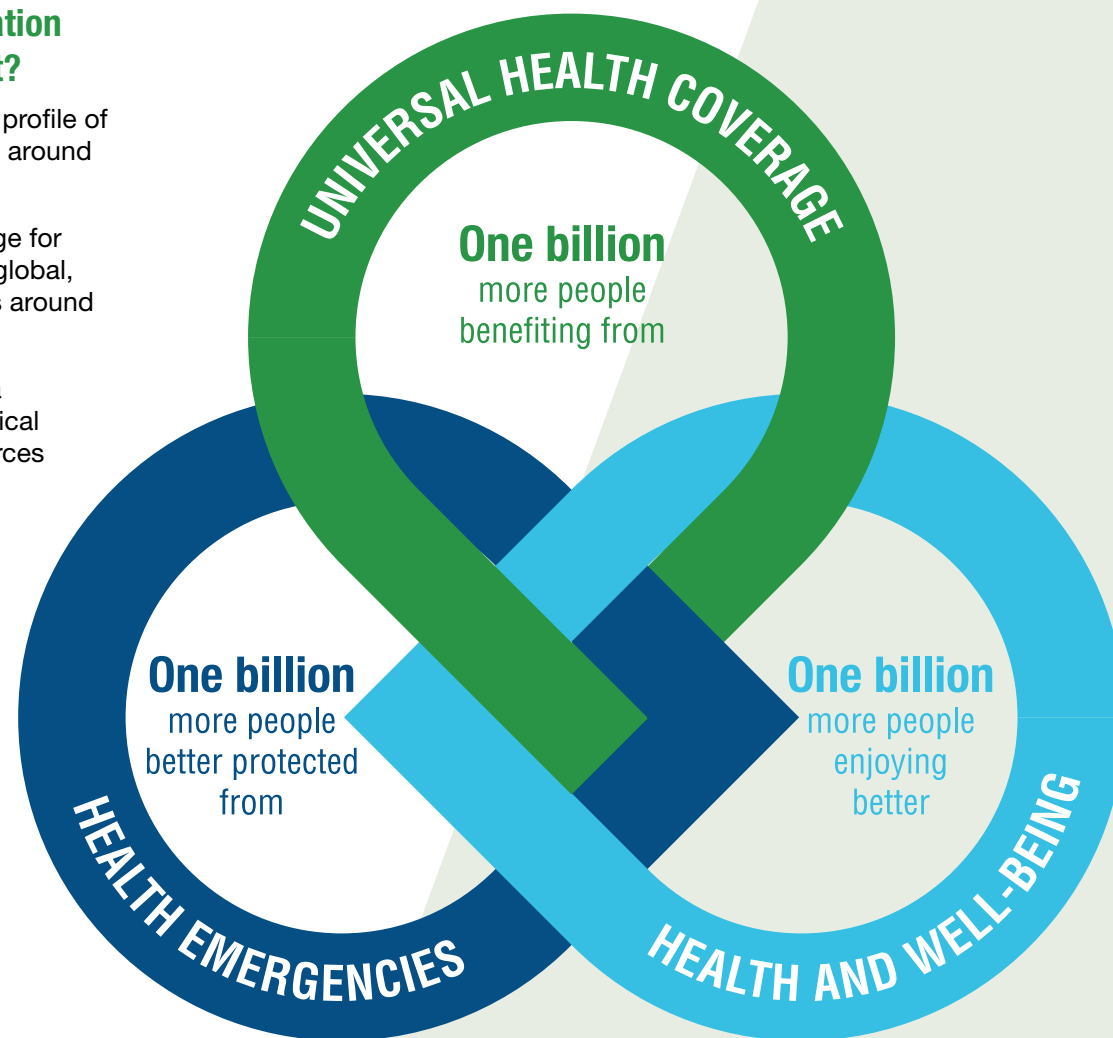 t?
profile of
around
ge for
global,
s around
ical
rces
UNIVERSAL HEALTH COVERAGE
One billion
more people
benefiting from
One billion
more people
better protected
from
HEALTH EMERGENCIES
One billion
more people
enjoying
better
HEALTH AND WELL-BEING